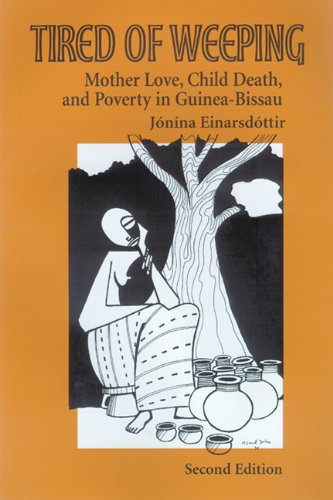 TIRED OF WEEPING
Mother Love, Child Death,
and Poverty in Guinea-Bissau
Jónína Einarsdóttir
Second Edition